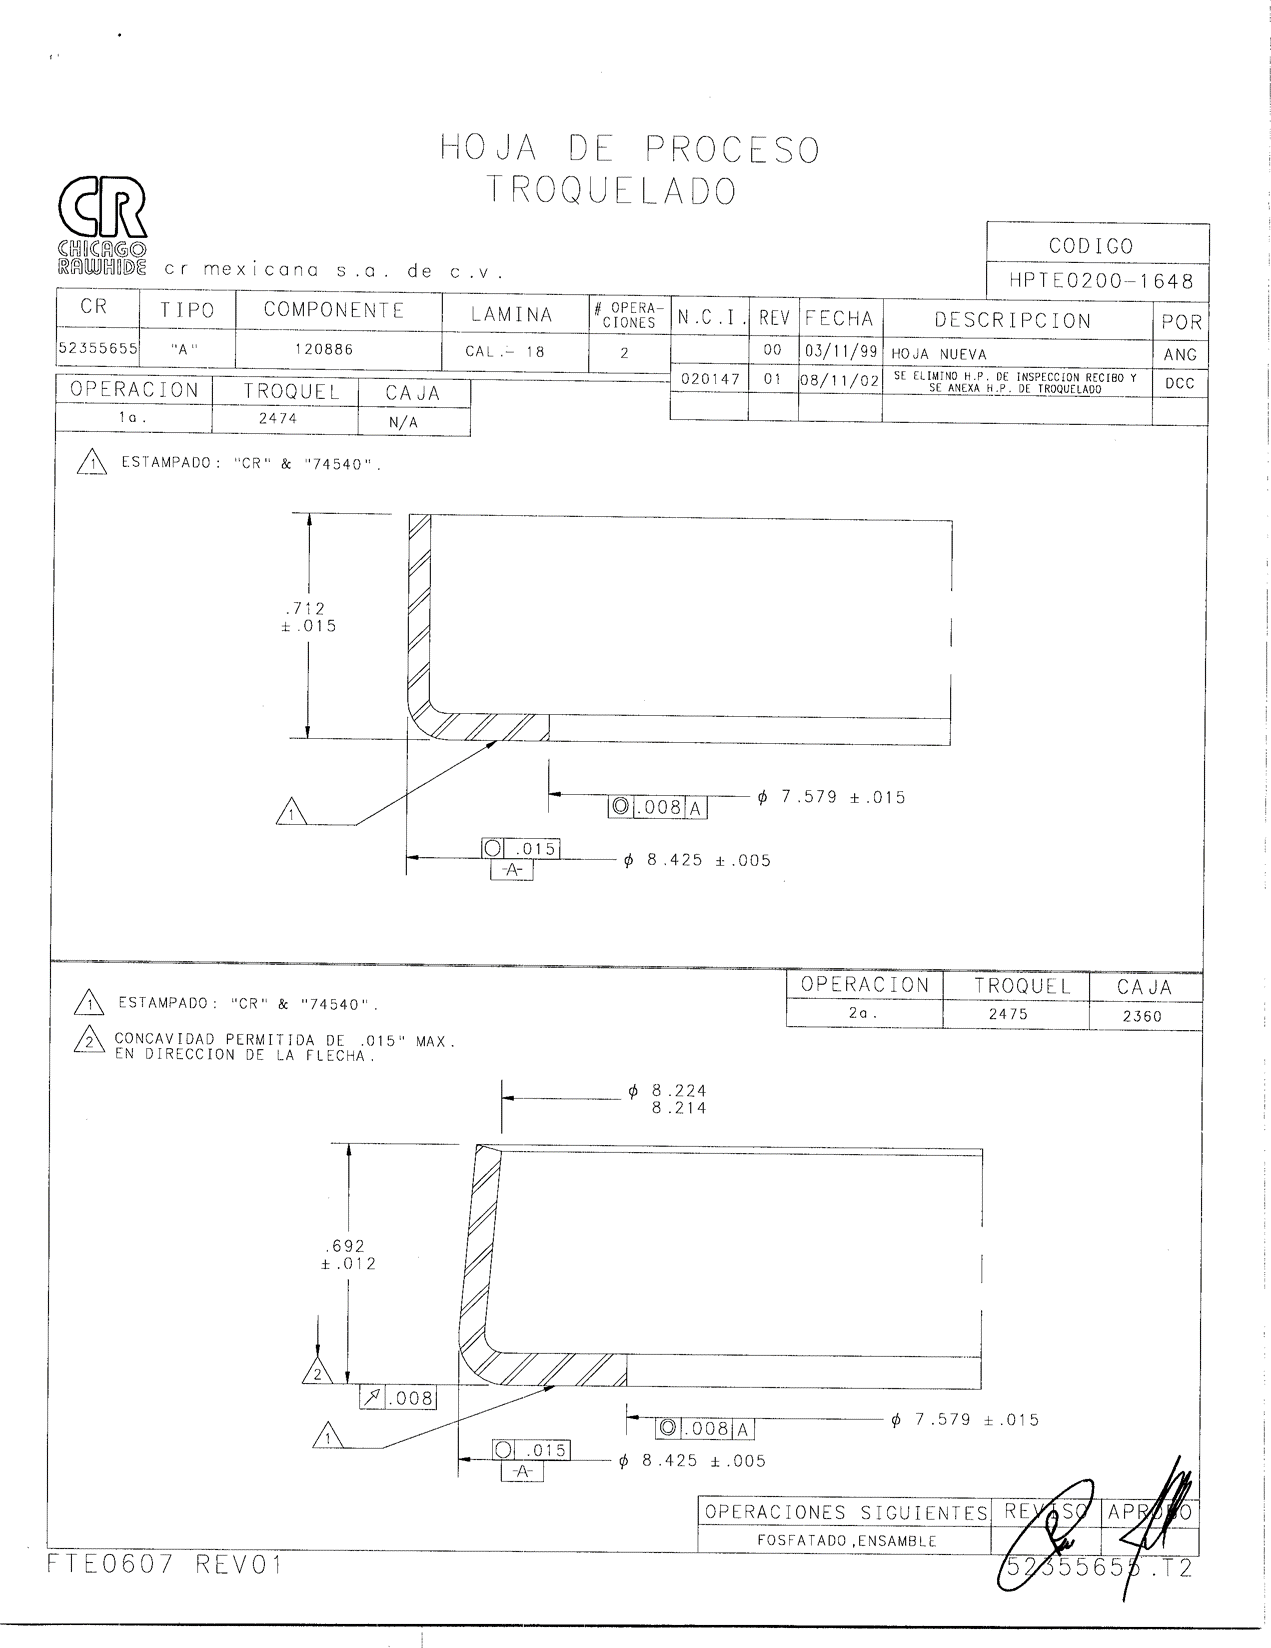 HOJA DE PROCESO
TROQUELADO
CR
CHICAGO
RAWHIDE
cr mexicana s.a. de c.v.
CODIGO
HPTE0200-1648
CR TIPO COMPONENTE LAMINA # OPERA-CIONES
52355655 "A" 120886 CAL.- 18 2
N.C.I. REV FECHA DESCRIPCION POR
00 03/11/99 HOJA NUEVA ANG
020147 01 08/11/02 SE ELIMINO H.P. DE INSPECCION RECIBO Y
SE ANEXA H.P. DE TROQUELADO DCC
OPERACION TROQUEL CAJA
1a. 2474 N/A
1 ESTAMPADO: "CR" & "74540".
.712
±.015
1
◎ .008 A
ϕ 7.579 ±.015
○ .015
-A-
ϕ 8.425 ±.005
OPERACION TROQUEL CAJA
2a. 2475 2360
1 ESTAMPADO: "CR" & "74540".
2 CONCAVIDAD PERMITIDA DE .015" MAX.
EN DIRECCION DE LA FLECHA.
ϕ 8.224
8.214
.692
±.012
2
↗ .008
1
◎ .008 A
ϕ 7.579 ±.015
○ .015
-A-
ϕ 8.425 ±.005
OPERACIONES SIGUIENTES REVISO APROBO
FOSFATADO,ENSAMBLE
FTE0607 REV01
52355655.T2